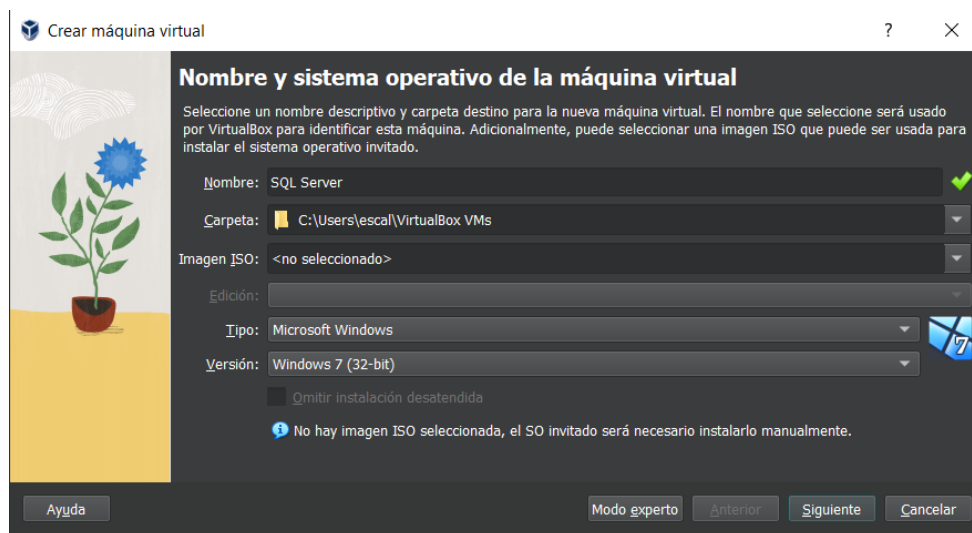 Crear máquina virtual
?
Nombre y sistema operativo de la máquina virtual
Seleccione un nombre descriptivo y carpeta destino para la nueva máquina virtual. El nombre que seleccione será usado
por VirtualBox para identificar esta máquina. Adicionalmente, puede seleccionar una imagen ISO que puede ser usada para
instalar el sistema operativo invitado.
Nombre: SQL Server
Carpeta: C:\Users\escal\VirtualBox VMs
Imagen ISO: <no seleccionado>
Edición:
Tipo: Microsoft Windows
7
Versión: Windows 7 (32-bit)
Omitir instalación desatendida
No hay imagen ISO seleccionada, el SO invitado será necesario instalarlo manualmente.
Ayuda Modo experto Anterior Siguiente Cancelar